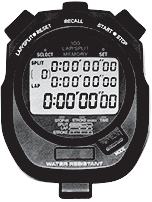 LAP/SPLIT•RESET
RECALL
START•STOP
100
LAP/SPLIT
MEMORY
SELECT
SET
SPLIT
0:00'00"00
LAP
0:00'00"00
0:00'00"00
WATER RESISTANT